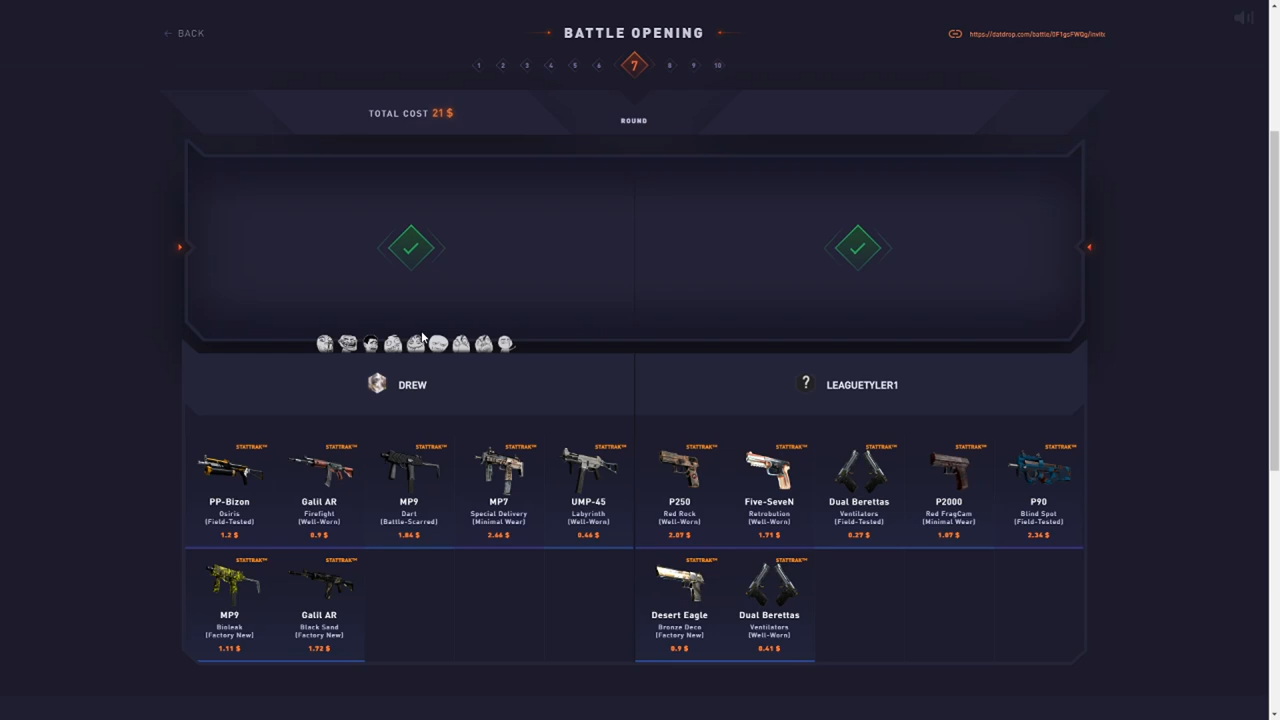 BACK
BATTLE OPENING
https://datdrop.com/battle/0F1gsFWQg/invite
1 2 3 4 5 6 7 8 9 10
TOTAL COST 21 $
ROUND
DREW
? LEAGUETYLER1
STATTRAK™ STATTRAK™ STATTRAK™ STATTRAK™ STATTRAK™ STATTRAK™ STATTRAK™ STATTRAK™ STATTRAK™ STATTRAK™
PP-Bizon Galil AR MP9 MP7 UMP-45 P250 Five-SeveN Dual Berettas P2000 P90
Osiris Firefight Dart Special Delivery Labyrinth Red Rock Retrobution Ventilators Red FragCam Blind Spot
(Field-Tested) (Well-Worn) (Battle-Scarred) (Minimal Wear) (Well-Worn) (Well-Worn) (Well-Worn) (Field-Tested) (Minimal Wear) (Field-Tested)
1.2 $ 0.9 $ 1.84 $ 2.66 $ 0.46 $ 2.07 $ 1.71 $ 0.27 $ 1.07 $ 2.34 $
STATTRAK™ STATTRAK™ STATTRAK™ STATTRAK™
MP9 Galil AR Desert Eagle Dual Berettas
Bioleak Black Sand Bronze Deco Ventilators
(Factory New) (Factory New) (Factory New) (Well-Worn)
1.11 $ 1.72 $ 0.9 $ 0.41 $